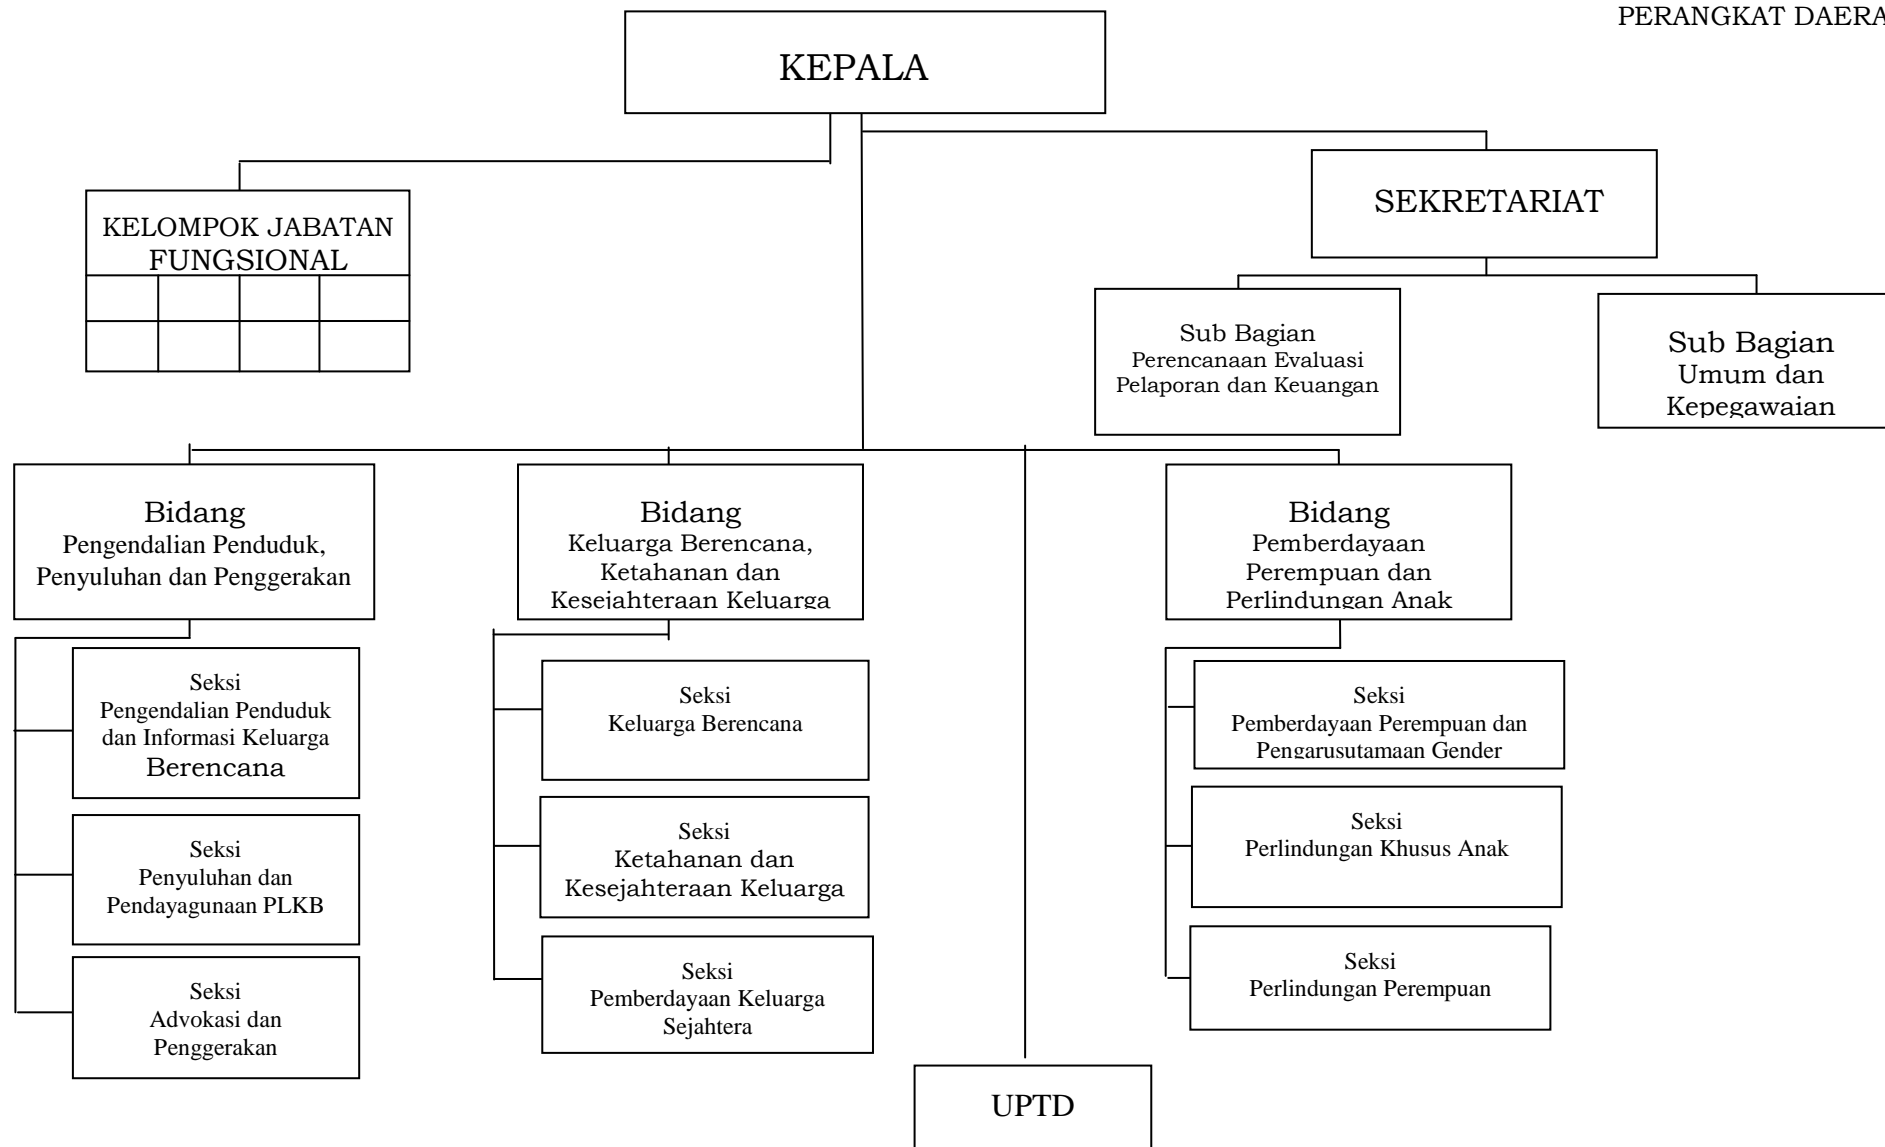 PERANGKAT DAERA
KEPALA
SEKRETARIAT
KELOMPOK JABATAN
FUNGSIONAL
Sub Bagian
Perencanaan Evaluasi
Pelaporan dan Keuangan
Sub Bagian
Umum dan
Kepegawaian
Bidang
Pengendalian Penduduk,
Penyuluhan dan Penggerakan
Bidang
Keluarga Berencana,
Ketahanan dan
Kesejahteraan Keluarga
Bidang
Pemberdayaan
Perempuan dan
Perlindungan Anak
Seksi
Pengendalian Penduduk
dan Informasi Keluarga
Berencana
Seksi
Penyuluhan dan
Pendayagunaan PLKB
Seksi
Advokasi dan
Penggerakan
Seksi
Keluarga Berencana
Seksi
Ketahanan dan
Kesejahteraan Keluarga
Seksi
Pemberdayaan Keluarga
Sejahtera
Seksi
Pemberdayaan Perempuan dan
Pengarusutamaan Gender
Seksi
Perlindungan Khusus Anak
Seksi
Perlindungan Perempuan
UPTD